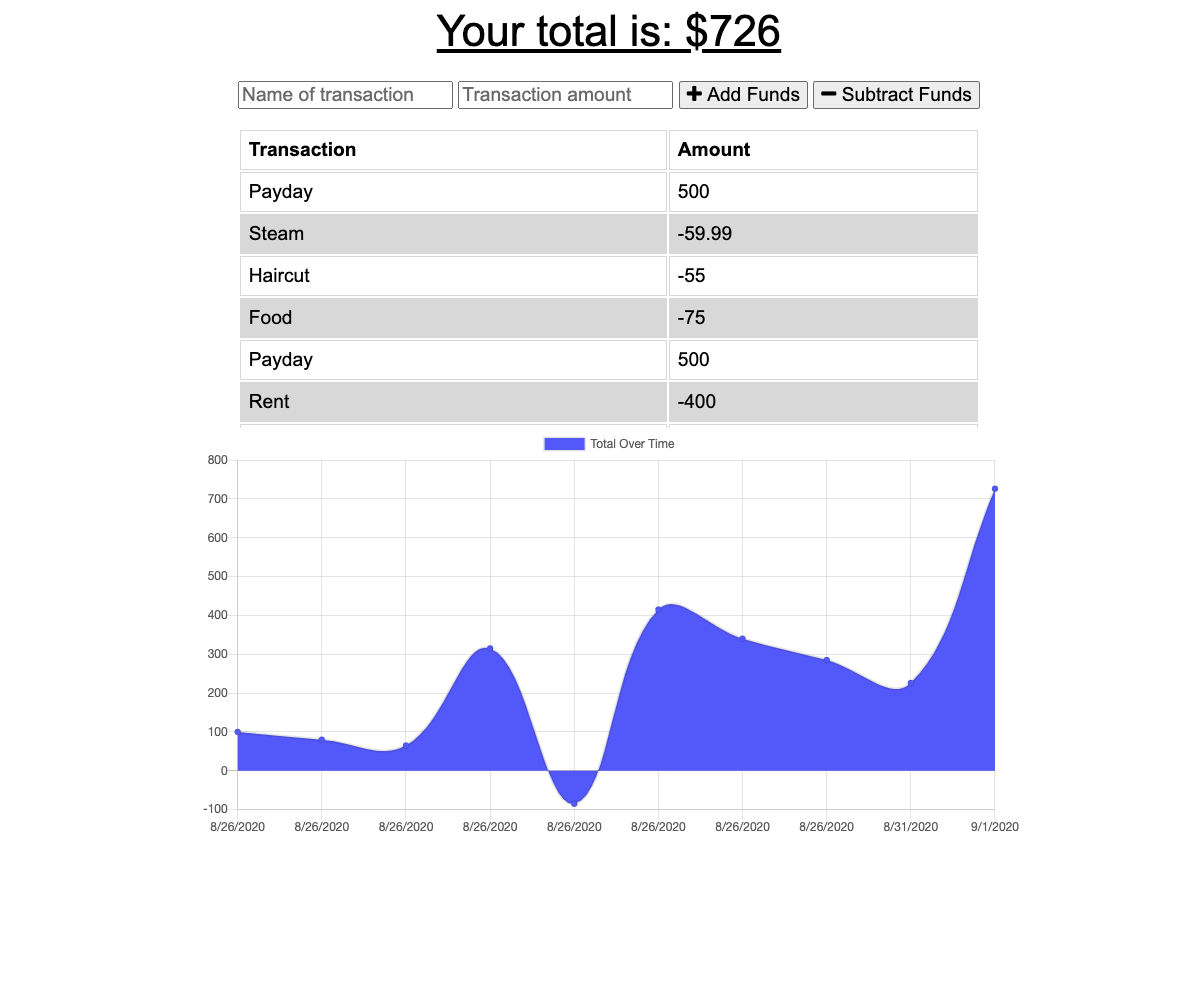 Your total is: $726
Name of transaction Transaction amount Add Funds Subtract Funds
Transaction Amount
Payday 500
Steam -59.99
Haircut -55
Food -75
Payday 500
Rent -400
Total Over Time
800
700
600
500
400
300
200
100
0
-100
8/26/2020 8/26/2020 8/26/2020 8/26/2020 8/26/2020 8/26/2020 8/26/2020 8/26/2020 8/31/2020 9/1/2020